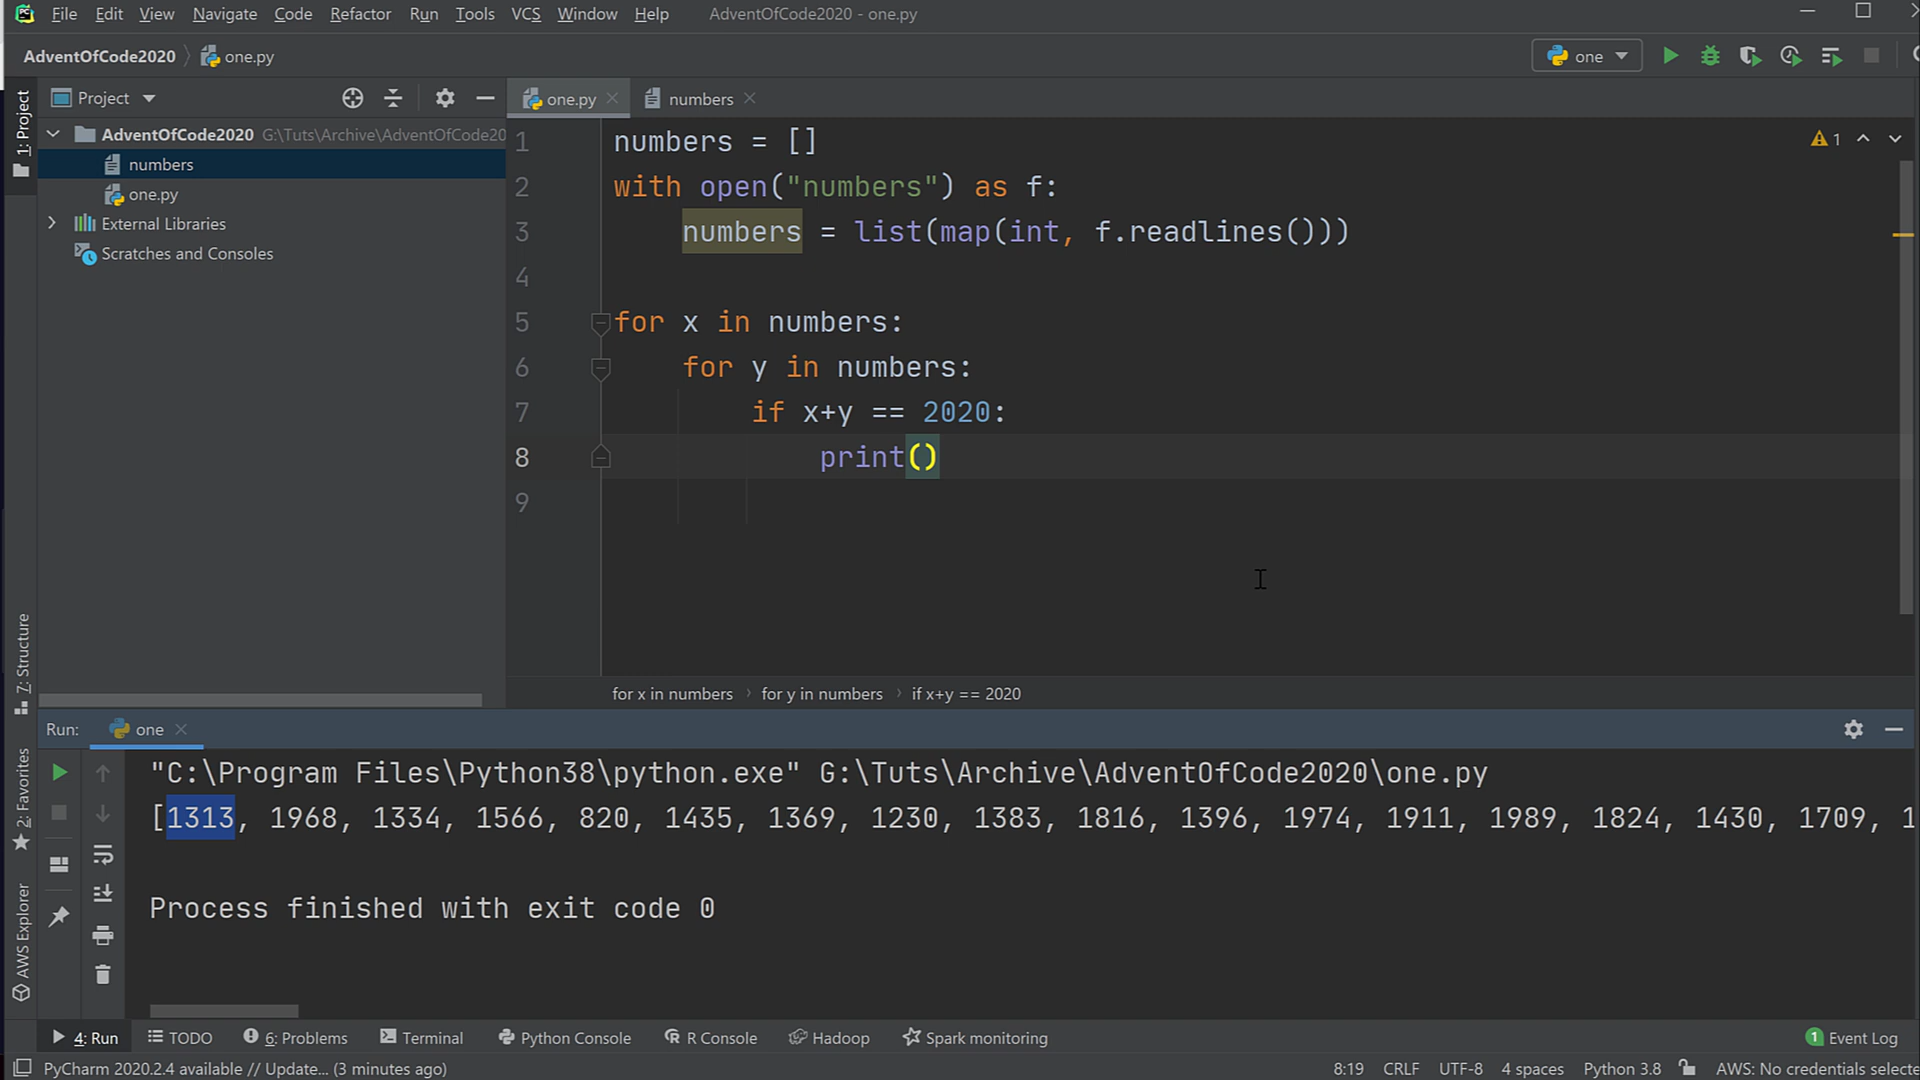 File Edit View Navigate Code Refactor Run Tools VCS Window Help AdventOfCode2020 - one.py
AdventOfCode2020 one.py one
1: Project
Project
AdventOfCode2020 G:\Tuts\Archive\AdventOfCode20
numbers
one.py
External Libraries
Scratches and Consoles
one.py numbers
1 numbers = []
2 with open("numbers") as f:
3 numbers = list(map(int, f.readlines()))
4
5 for x in numbers:
6 for y in numbers:
7 if x+y == 2020:
8 print()
9
1
for x in numbers for y in numbers if x+y == 2020
7: Structure
2: Favorites
AWS Explorer
Run: one
"C:\Program Files\Python38\python.exe" G:\Tuts\Archive\AdventOfCode2020\one.py
[1313, 1968, 1334, 1566, 820, 1435, 1369, 1230, 1383, 1816, 1396, 1974, 1911, 1989, 1824, 1430, 1709, 1
Process finished with exit code 0
4: Run TODO 6: Problems Terminal Python Console R Console Hadoop Spark monitoring 1 Event Log
PyCharm 2020.2.4 available // Update... (3 minutes ago) 8:19 CRLF UTF-8 4 spaces Python 3.8 AWS: No credentials selecte